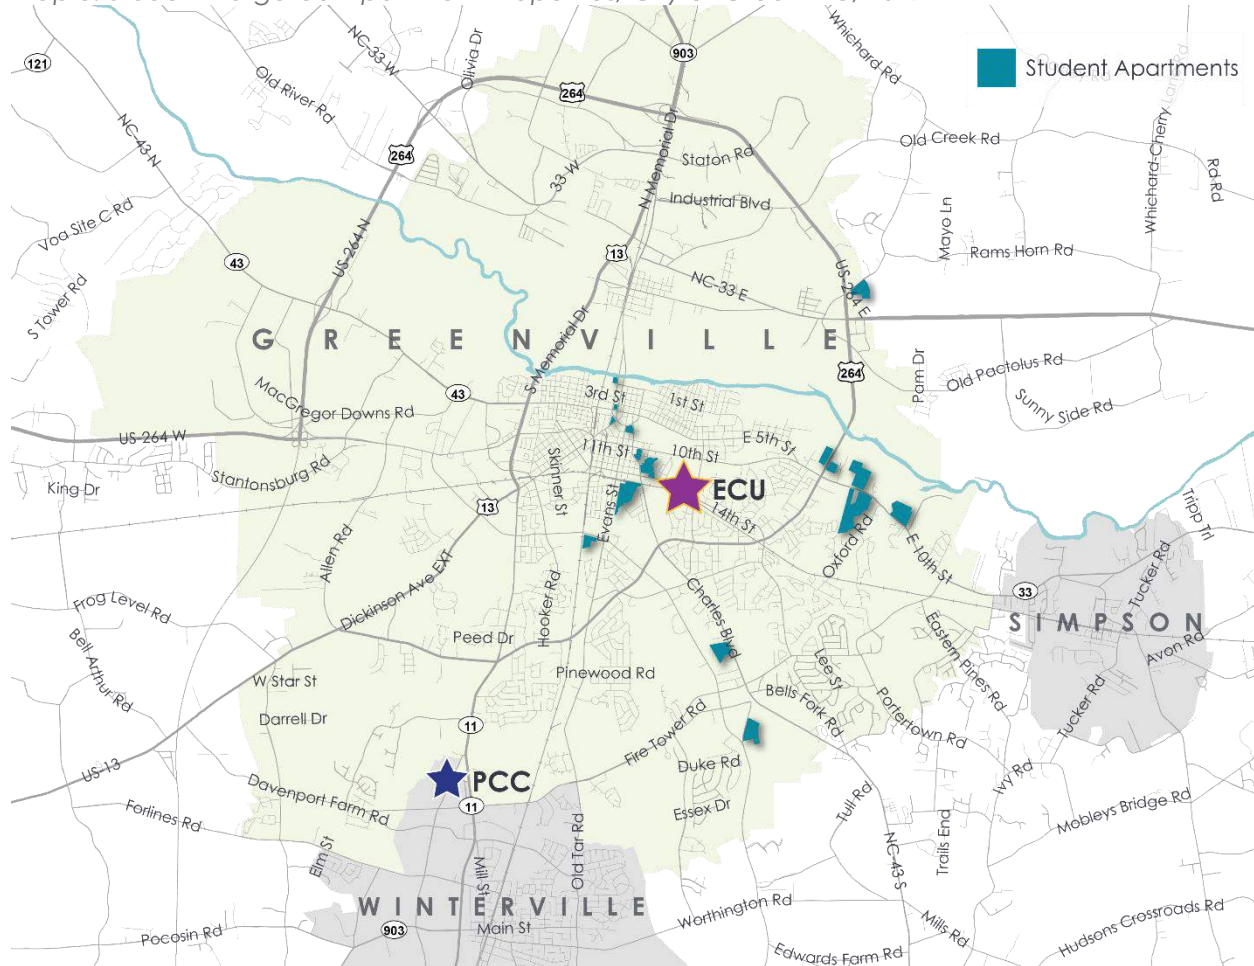 Student Apartments
121
NC-33 W
Olivia Dr
903
Whichard Rd
Old River Rd
264
NC-43 N
264
Old Creek Rd
Whichard-Cherry Lane Rd
Staton Rd
33 W
N Memorial Dr
Industrial Blvd
Rd Rd
Voa Site C Rd
Mayo Ln
US-264 N
43
13
Rams Horn Rd
S Tower Rd
NC-33 E
US-264 E
GREENVILLE
S Memorial Dr
264
Pam Dr
Old Pactolus Rd
MacGregor Downs Rd
43
3rd St
1st St
Sunny Side Rd
US-264 W
11th St
10th St
E 5th St
Stantonsburg Rd
Skinner St
King Dr
ECU
13
Evans St
14th St
Tripp Trl
Allen Rd
Oxford Rd
E 10th St
Dickinson Ave EXT
Tucker Rd
Frog Level Rd
Hooker Rd
Charles Blvd
33
SIMPSON
Peed Dr
Eastern Pines Rd
Avon Rd
Bell Arthur Rd
Pinewood Rd
Lee St
W Star St
Bells Fork Rd
Portertown Rd
Tucker Rd
Darrell Dr
11
Fire Tower Rd
US-13
PCC
Duke Rd
Ivy Rd
Davenport Farm Rd
11
Forlines Rd
Essex Dr
Tull Rd
Mobleys Bridge Rd
Elm St
Mill St
Old Tar Rd
NC-43 S
Trails End
WINTERVILLE
Worthington Rd
Pocosin Rd
903
Main St
Mills Rd
Hudsons Crossroads Rd
Edwards Farm Rd